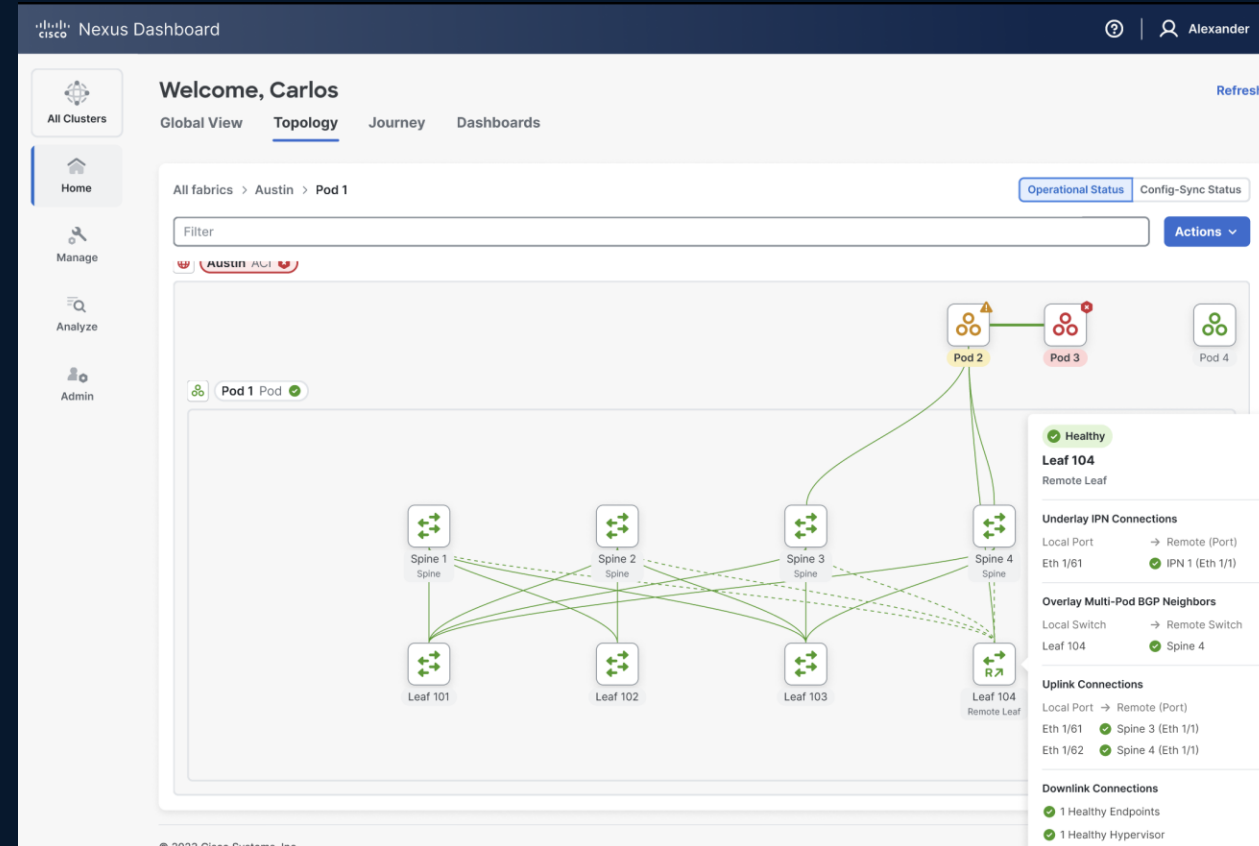 CISCO Nexus Dashboard
Alexander
All Clusters
Home
Manage
Analyze
Admin
Welcome, Carlos
Refresh
Global View Topology Journey Dashboards
All fabrics > Austin > Pod 1
Operational Status Config-Sync Status
Filter
Actions
Austin ACI
Pod 2
Pod 3
Pod 4
Pod 1 Pod
Spine 1
Spine
Spine 2
Spine
Spine 3
Spine
Spine 4
Spine
Leaf 101
Leaf 102
Leaf 103
R
Leaf 104
Remote Leaf
Healthy
Leaf 104
Remote Leaf
Underlay IPN Connections
Local Port → Remote (Port)
Eth 1/61 IPN 1 (Eth 1/1)
Overlay Multi-Pod BGP Neighbors
Local Switch → Remote Switch
Leaf 104 Spine 4
Uplink Connections
Local Port → Remote (Port)
Eth 1/61 Spine 3 (Eth 1/1)
Eth 1/62 Spine 4 (Eth 1/1)
Downlink Connections
1 Healthy Endpoints
1 Healthy Hypervisor
Cisco Systems, Inc.